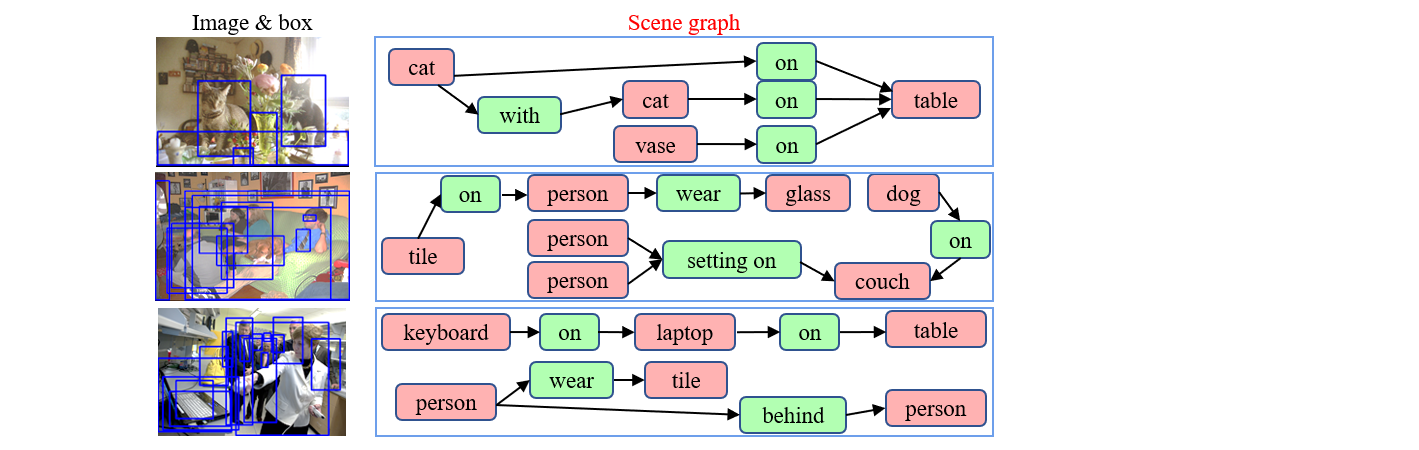 Image & box
Scene graph
cat
on
with
cat
on
table
vase
on
on
person
wear
glass
dog
tile
person
setting on
on
person
couch
keyboard
on
laptop
on
table
wear
tile
person
behind
person